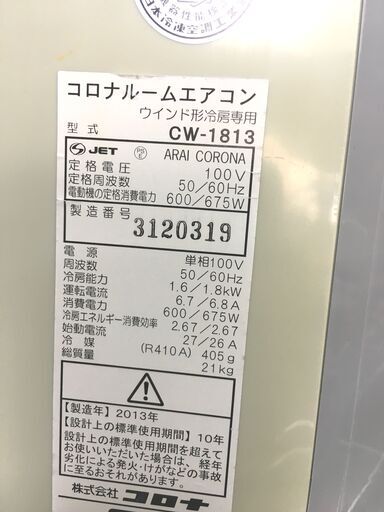 日本冷凍空調工
コロナルームエアコン
ウインド形冷房専用
型式 CW-1813
JET PS E ARAI CORONA
定格電圧 100V
定格周波数 50/60Hz
電動機の定格消費電力 600/675W
製造番号 3120319
電源 単相100V
周波数 50/60Hz
冷房能力 1.6/1.8kW
運転電流 6.7/6.8A
消費電力 600/675W
冷房エネルギー消費効率 2.67/2.67
始動電流 27/26A
冷媒 (R410A) 405g
総質量 21kg
【製造年】2013年
【設計上の標準使用期間】10年
設計上の標準使用期間を超えて
お使いいただいた場合は、経年
劣化による発火・けがなどの事故
に至るおそれがあります。
株式会社コロナ